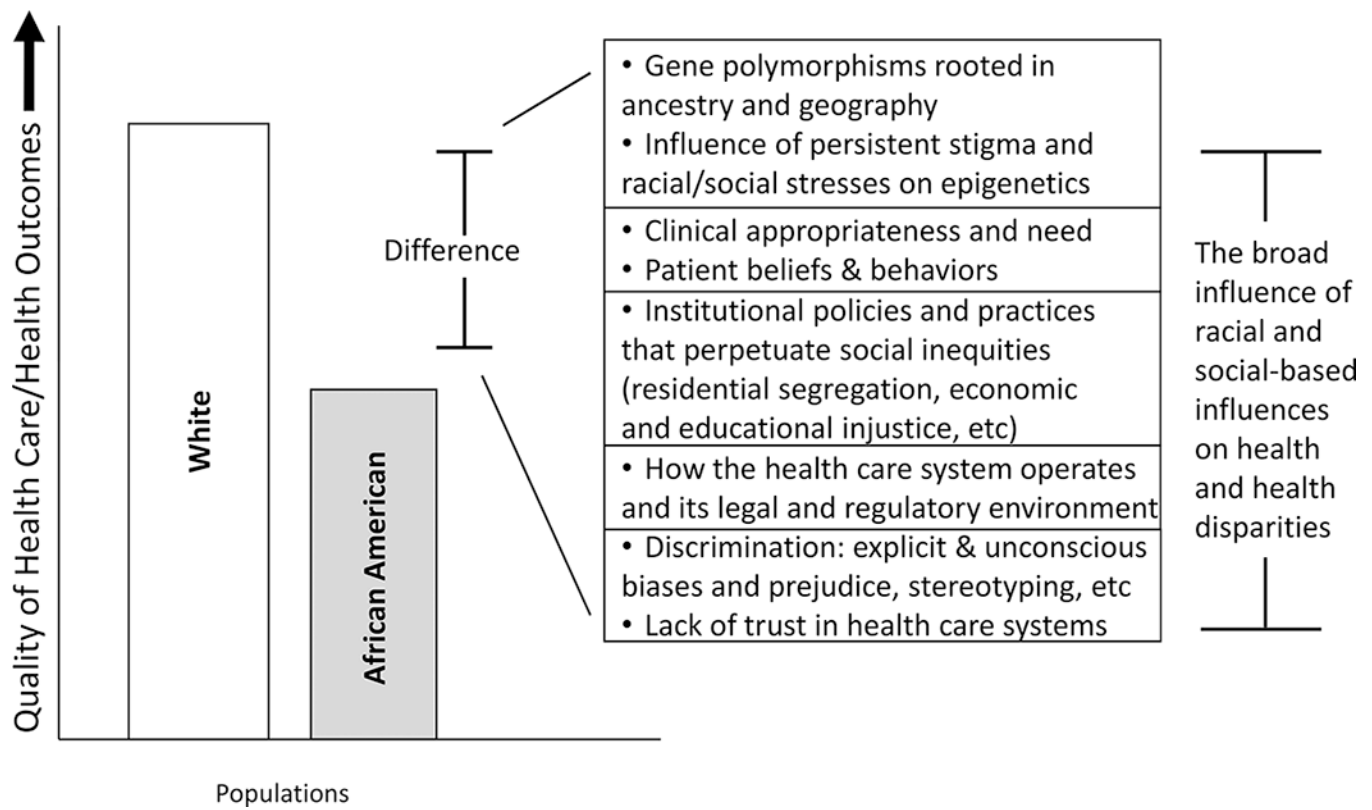 Quality of Health Care/Health Outcomes
White
African American
Populations
Difference
• Gene polymorphisms rooted in
ancestry and geography
• Influence of persistent stigma and
racial/social stresses on epigenetics
• Clinical appropriateness and need
• Patient beliefs & behaviors
• Institutional policies and practices
that perpetuate social inequities
(residential segregation, economic
and educational injustice, etc)
• How the health care system operates
and its legal and regulatory environment
• Discrimination: explicit & unconscious
biases and prejudice, stereotyping, etc
• Lack of trust in health care systems
The broad
influence of
racial and
social-based
influences
on health
and health
disparities